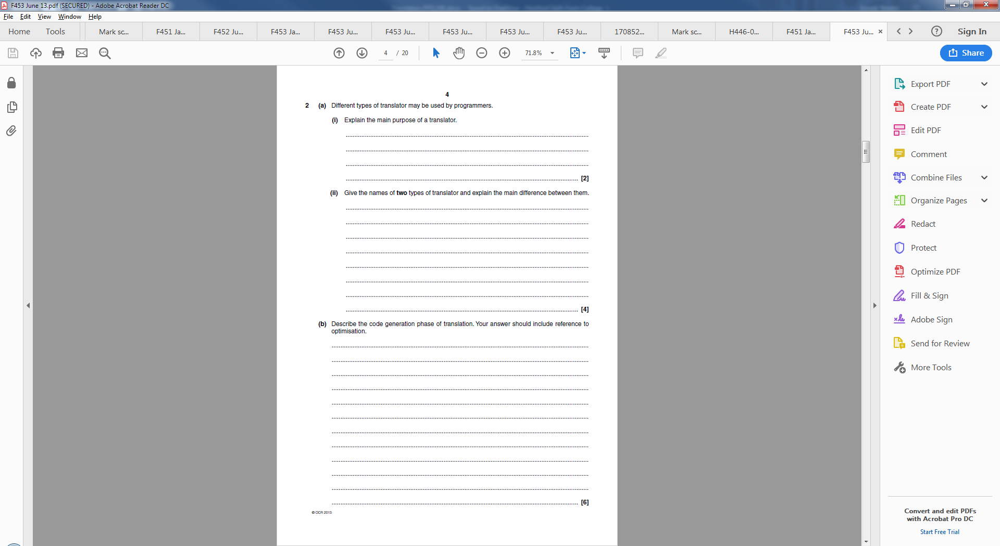 F453 June 13.pdf (SECURED) - Adobe Acrobat Reader DC
File Edit View Window Help
Home Tools Mark sc... F451 Ja... F452 Ju... F453 Ja... F453 Ju... F453 Ju... F453 Ju... F453 Ju... F453 Ju... 170852... Mark sc... H446-0... F451 Ja... F453 Ju... Sign In
4 / 20 71.8% Share
4
2 (a) Different types of translator may be used by programmers.
(i) Explain the main purpose of a translator.
[2]
(ii) Give the names of two types of translator and explain the main difference between them.
[4]
(b) Describe the code generation phase of translation. Your answer should include reference to
optimisation.
[6]
© OCR 2013
Export PDF
Create PDF
Edit PDF
Comment
Combine Files
Organize Pages
Redact
Protect
Optimize PDF
Fill & Sign
Adobe Sign
Send for Review
More Tools
Convert and edit PDFs
with Acrobat Pro DC
Start Free Trial